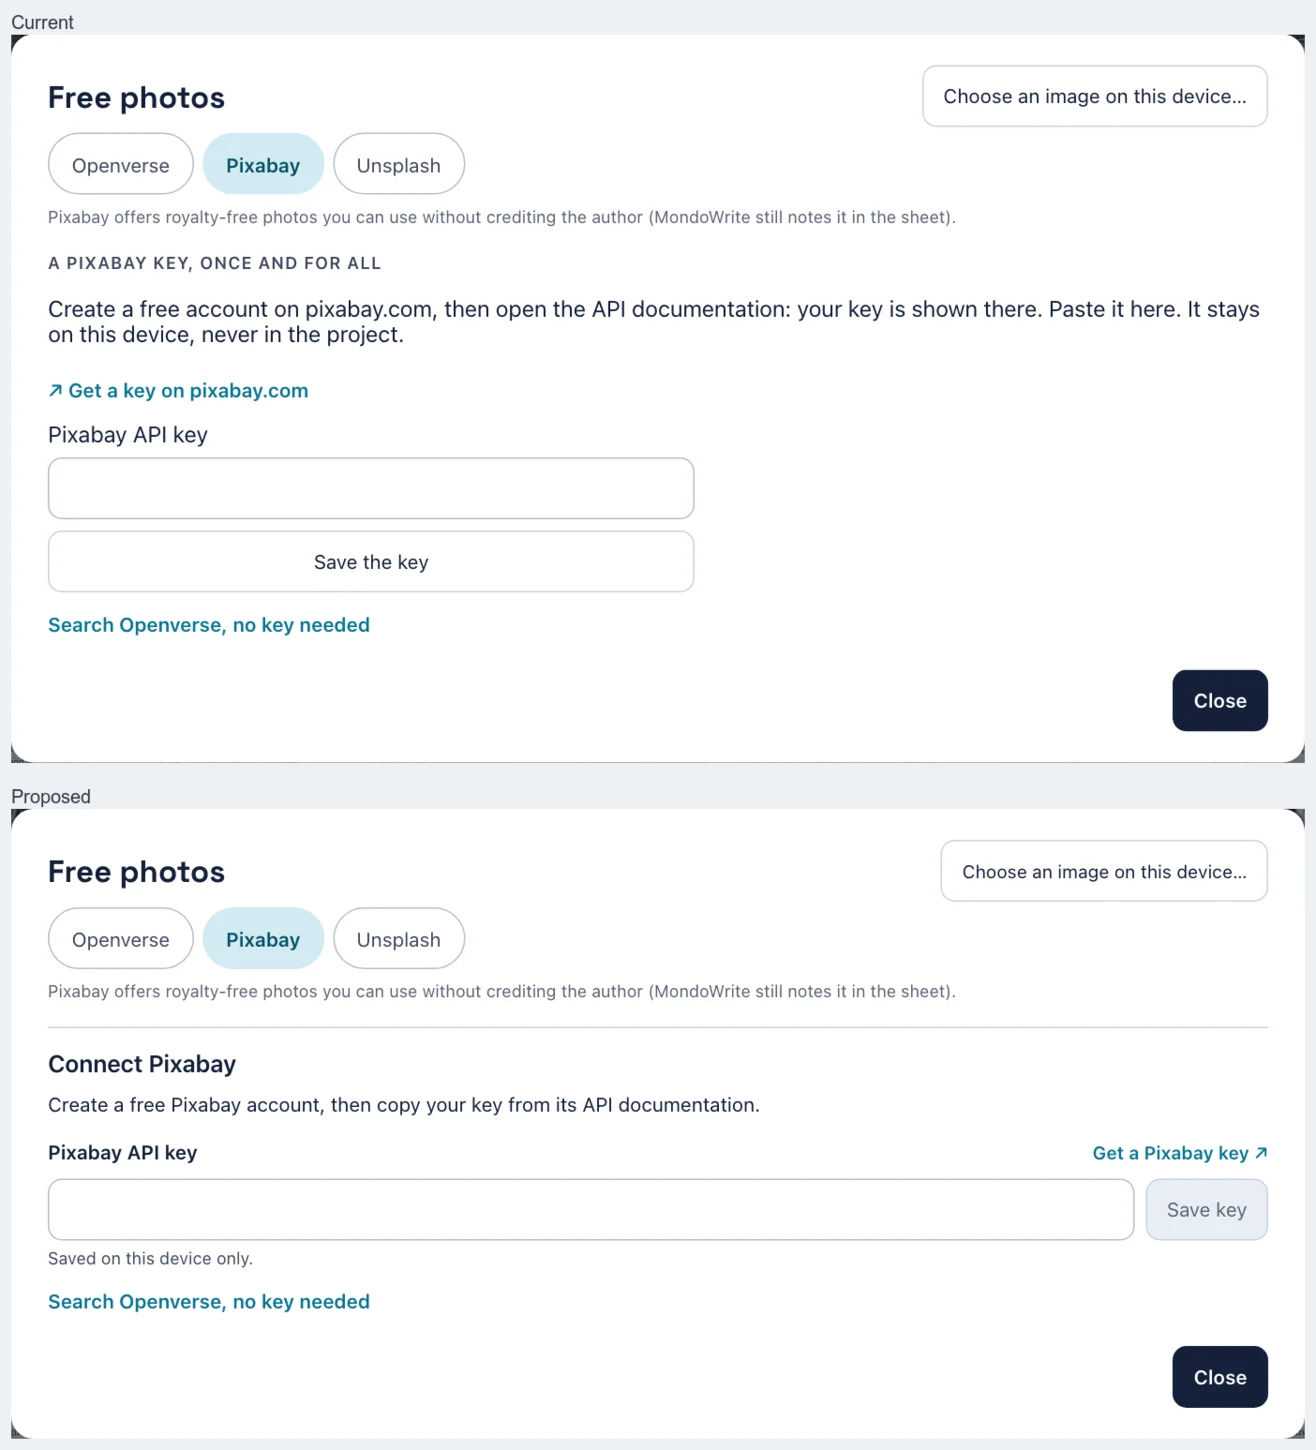 Current
Free photos
Choose an image on this device...
Openverse
Pixabay
Unsplash
Pixabay offers royalty-free photos you can use without crediting the author (MondoWrite still notes it in the sheet).
A PIXABAY KEY, ONCE AND FOR ALL
Create a free account on pixabay.com, then open the API documentation: your key is shown there. Paste it here. It stays
on this device, never in the project.
↗ Get a key on pixabay.com
Pixabay API key
Save the key
Search Openverse, no key needed
Close
Proposed
Free photos
Choose an image on this device...
Openverse
Pixabay
Unsplash
Pixabay offers royalty-free photos you can use without crediting the author (MondoWrite still notes it in the sheet).
Connect Pixabay
Create a free Pixabay account, then copy your key from its API documentation.
Pixabay API key
Get a Pixabay key ↗
Save key
Saved on this device only.
Search Openverse, no key needed
Close